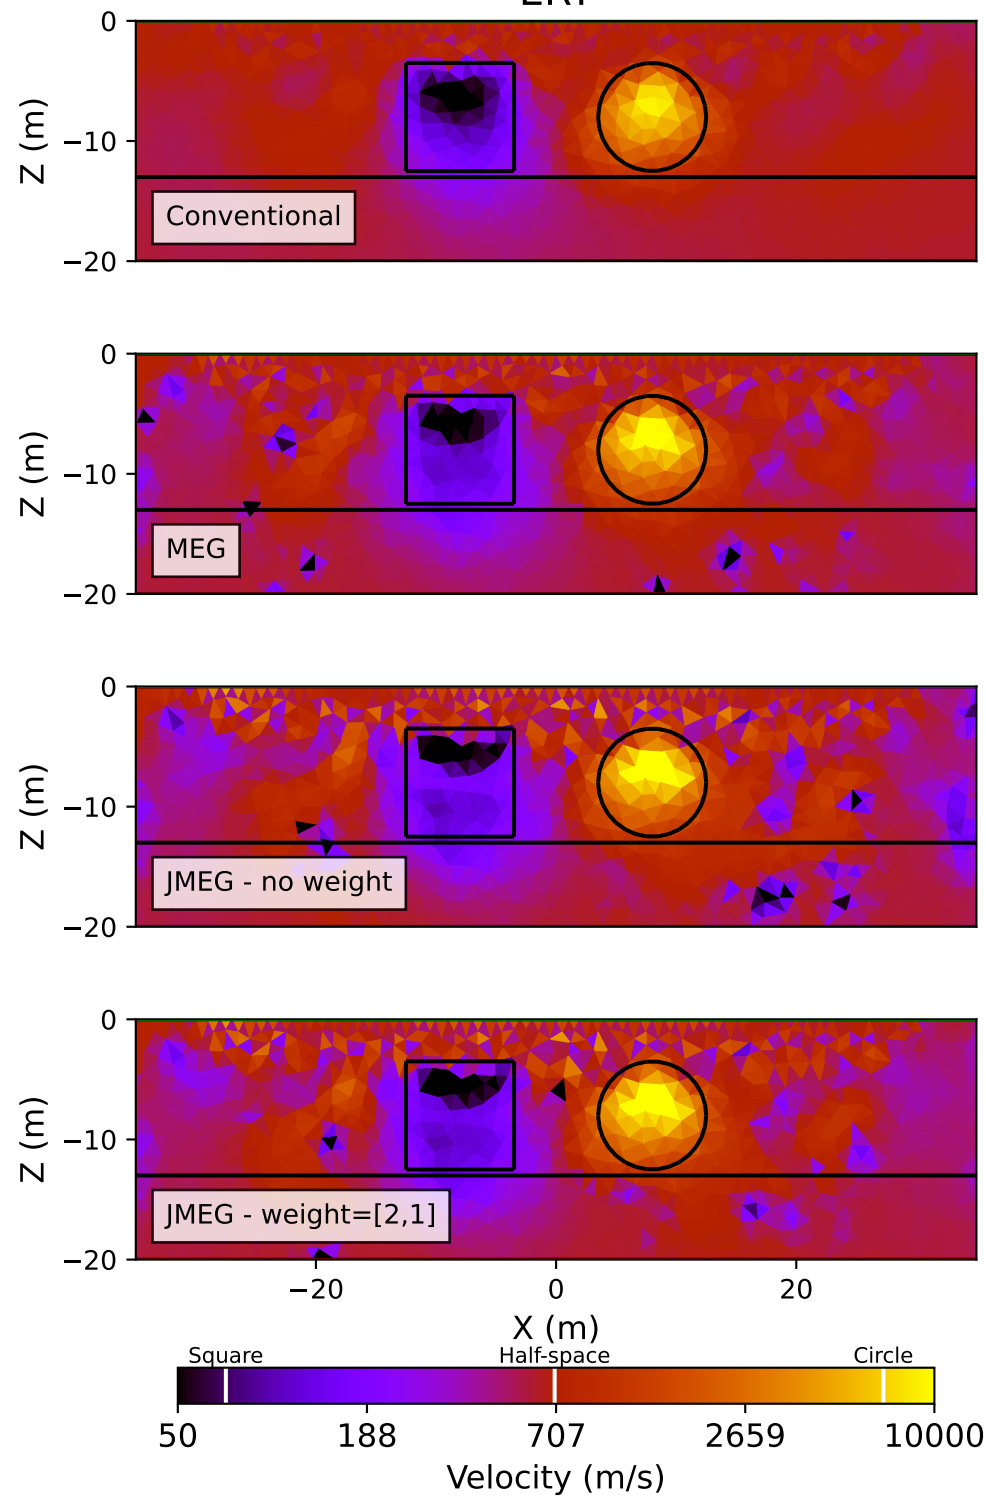 ERT
0
−10
−20
Z (m)
Conventional
0
−10
−20
Z (m)
MEG
0
−10
−20
Z (m)
JMEG - no weight
0
−10
−20
Z (m)
JMEG - weight=[2,1]
−20 0 20
X (m)
Square Half-space Circle
50 188 707 2659 10000
Velocity (m/s)